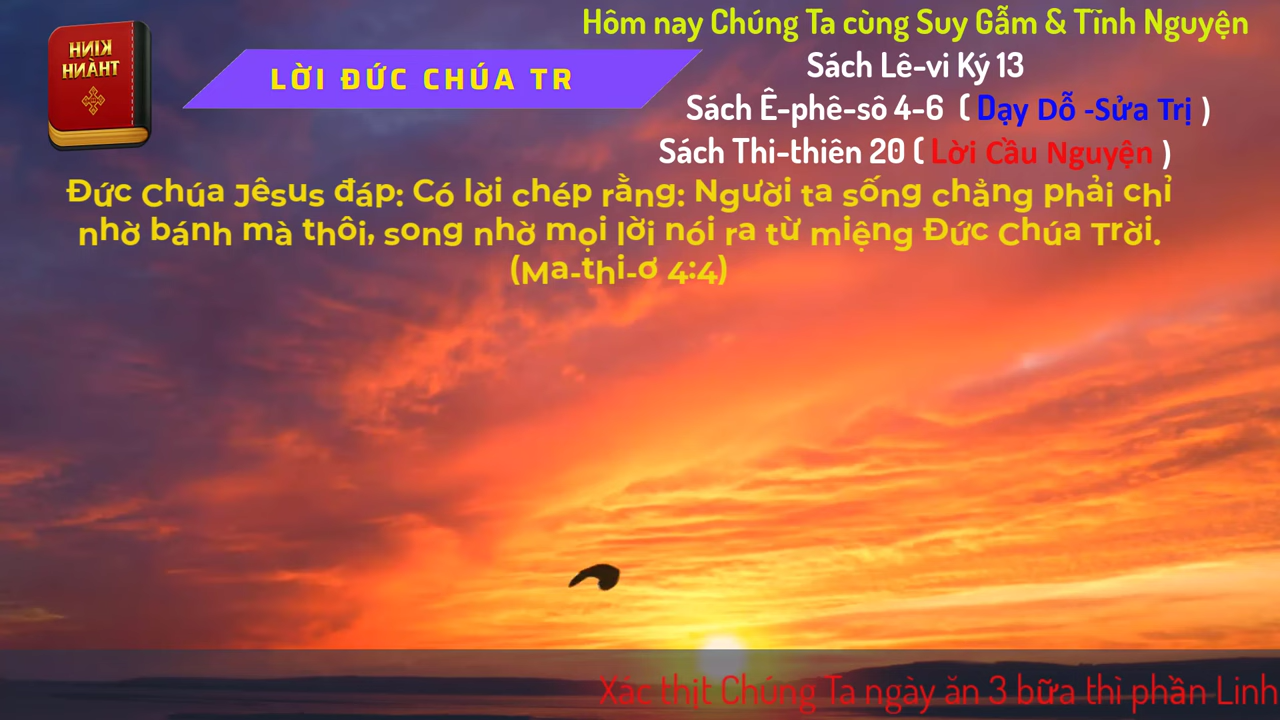 KINH
THÀNH
LỜI ĐỨC CHÚA TR
Hôm nay Chúng Ta cùng Suy Gẫm & Tĩnh Nguyện
Sách Lê-vi Ký 13
Sách Ê-phê-sô 4-6 ( Dạy Dỗ -Sửa Trị )
Sách Thi-thiên 20 ( Lời Cầu Nguyện )
Đức Chúa Jêsus đáp: Có lời chép rằng: Người ta sống chẳng phải chỉ
nhờ bánh mà thôi, song nhờ mọi lời nói ra từ miệng Đức Chúa Trời.
(Ma-thi-ơ 4:4)
Xác thịt Chúng Ta ngày ăn 3 bữa thì phần Linh